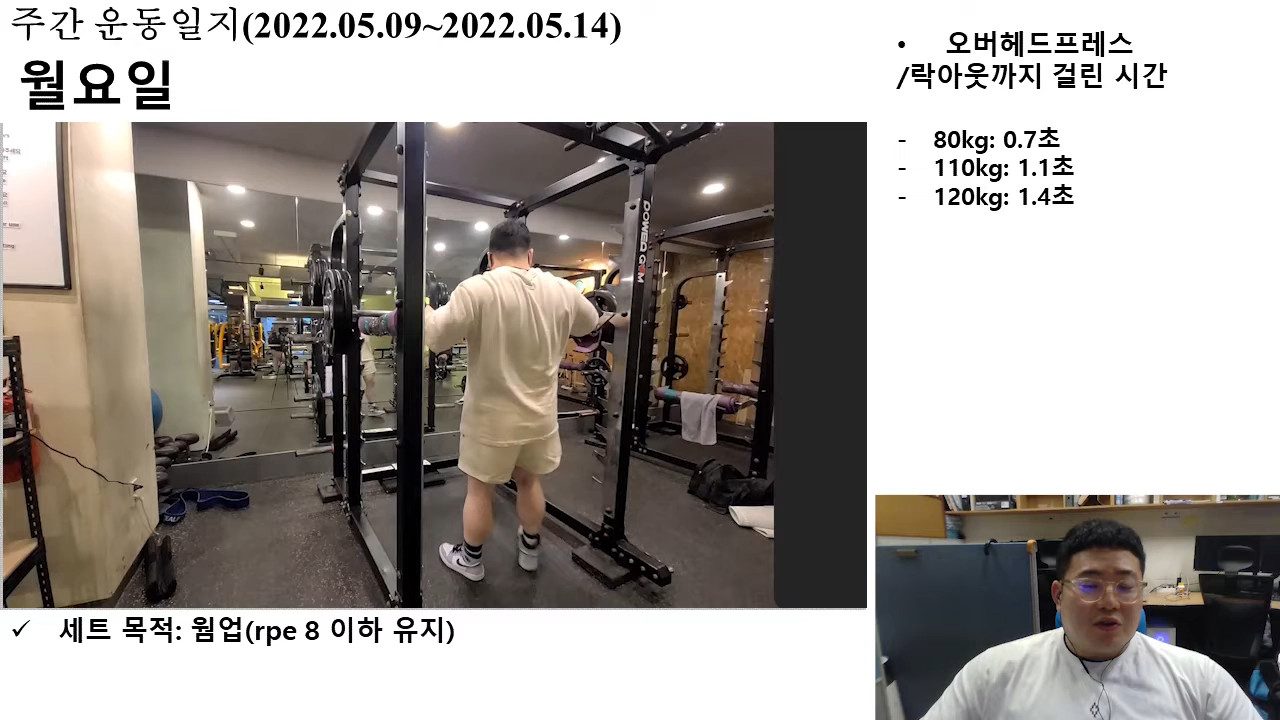 주간 운동일지(2022.05.09~2022.05.14)
월요일
• 오버헤드프레스
/락아웃까지 걸린 시간
- 80kg: 0.7초
- 110kg: 1.1초
- 120kg: 1.4초
POWER GYM
✓ 세트 목적: 웜업(rpe 8 이하 유지)